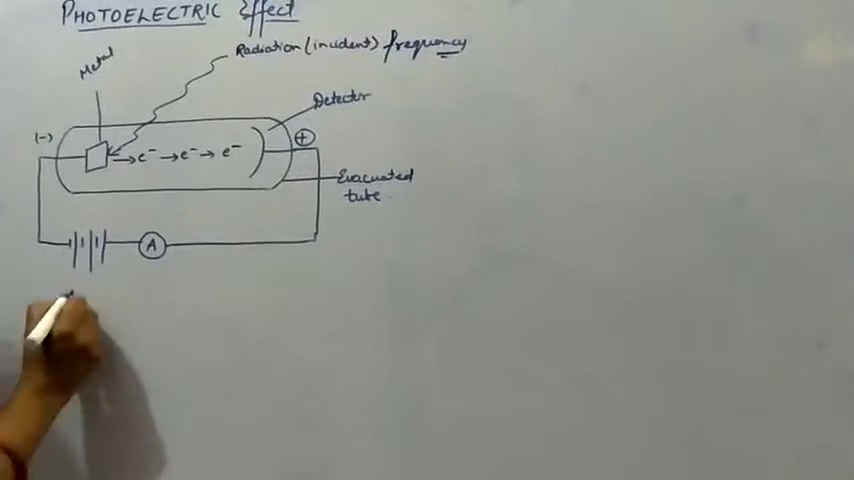 PHOTOELECTRIC Effect
Radiation (incident) frequency
Metal
Detector
(-)
+
e⁻ e⁻ e⁻
Evacuated
tube
A